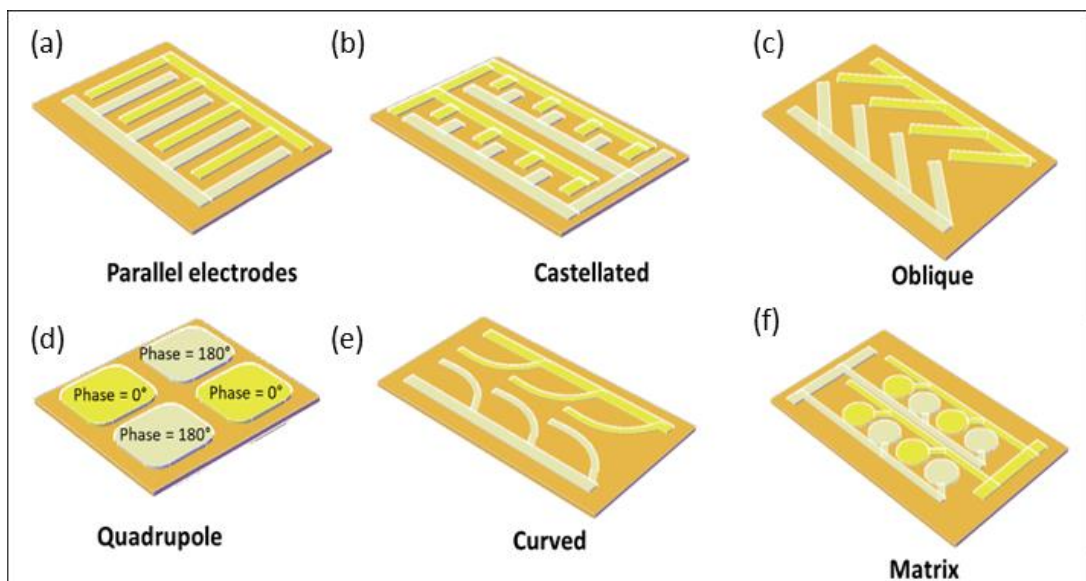 (a)
(b)
(c)
Parallel electrodes
Castellated
Oblique
(d)
(e)
(f)
Phase = 180°
Phase = 0°
Phase = 0°
Phase = 180°
Quadrupole
Curved
Matrix